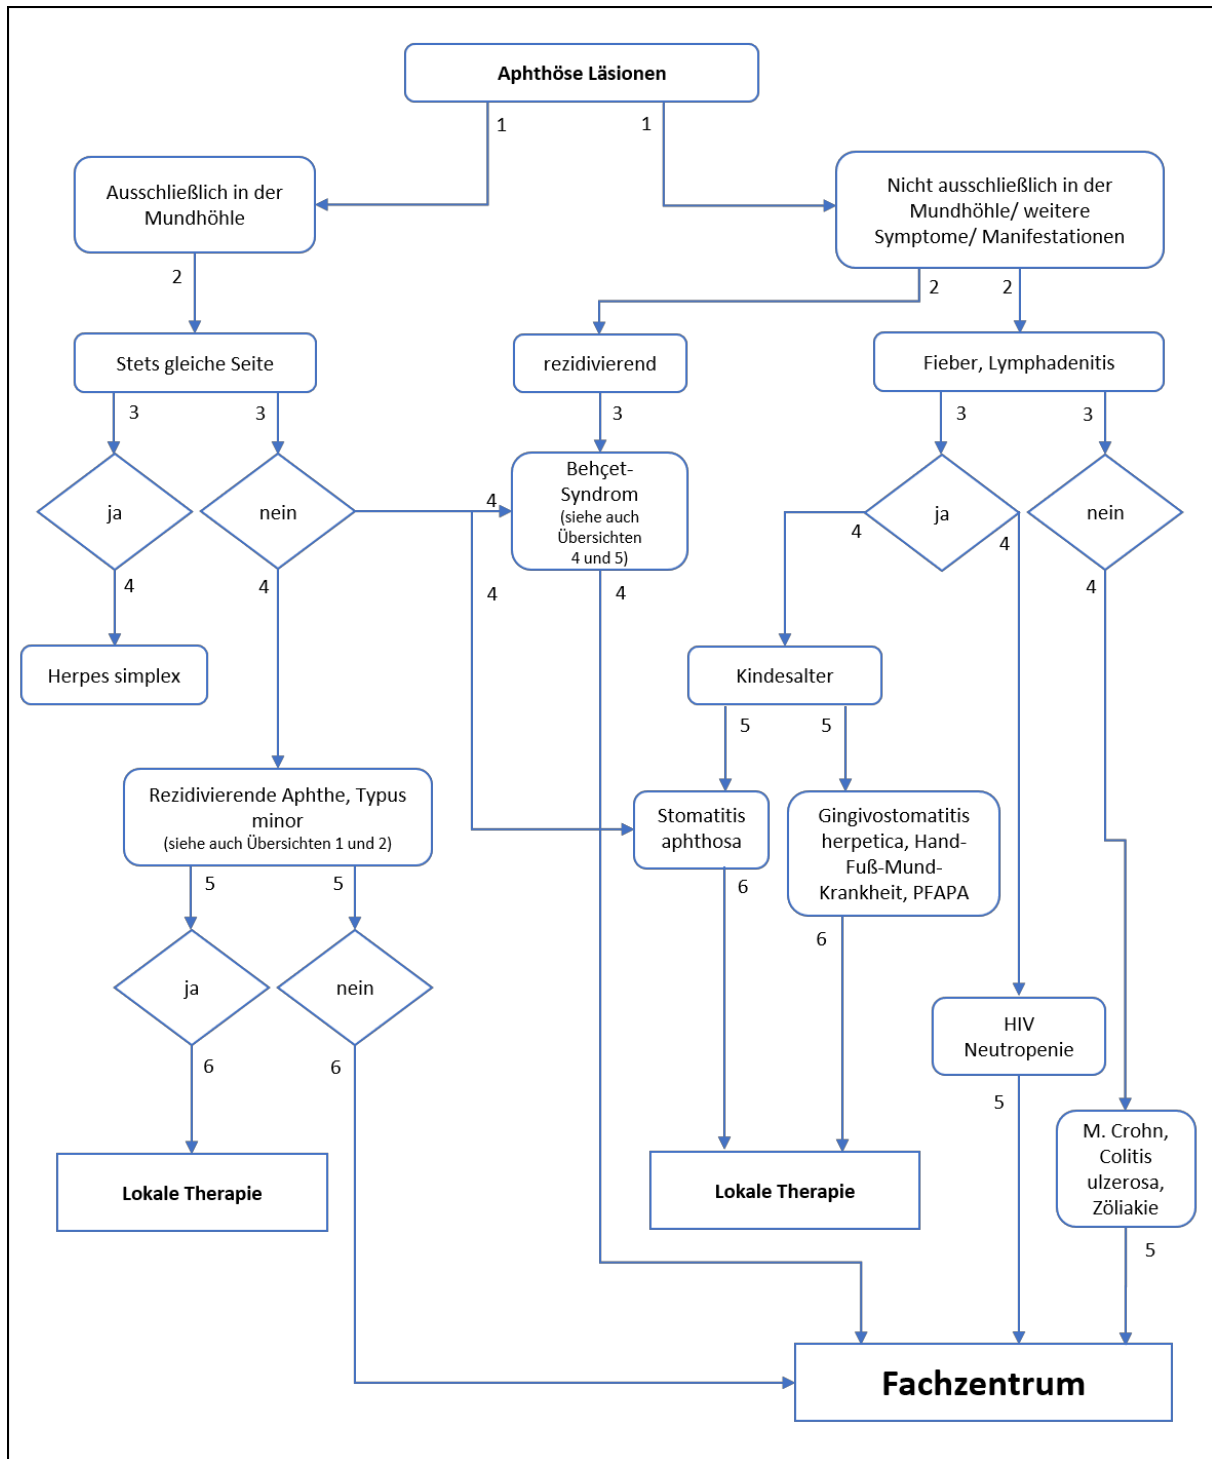 Aphthöse Läsionen
1
1
Ausschließlich in der
Mundhöhle
Nicht ausschließlich in der
Mundhöhle/ weitere
Symptome/ Manifestationen
2
2
2
Stets gleiche Seite
rezidivierend
Fieber, Lymphadenitis
3
3
3
3
3
ja
nein
Behçet-
Syndrom
(siehe auch
Übersichten
4 und 5)
ja
nein
4
4
4
4
4
4
4
4
Herpes simplex
Kindesalter
5
5
Rezidivierende Aphthe, Typus
minor
(siehe auch Übersichten 1 und 2)
Stomatitis
aphthosa
Gingivostomatitis
herpetica, Hand-
Fuß-Mund-
Krankheit, PFAPA
5
5
6
6
ja
nein
HIV
Neutropenie
6
6
5
M. Crohn,
Colitis
ulzerosa,
Zöliakie
Lokale Therapie
Lokale Therapie
5
Fachzentrum